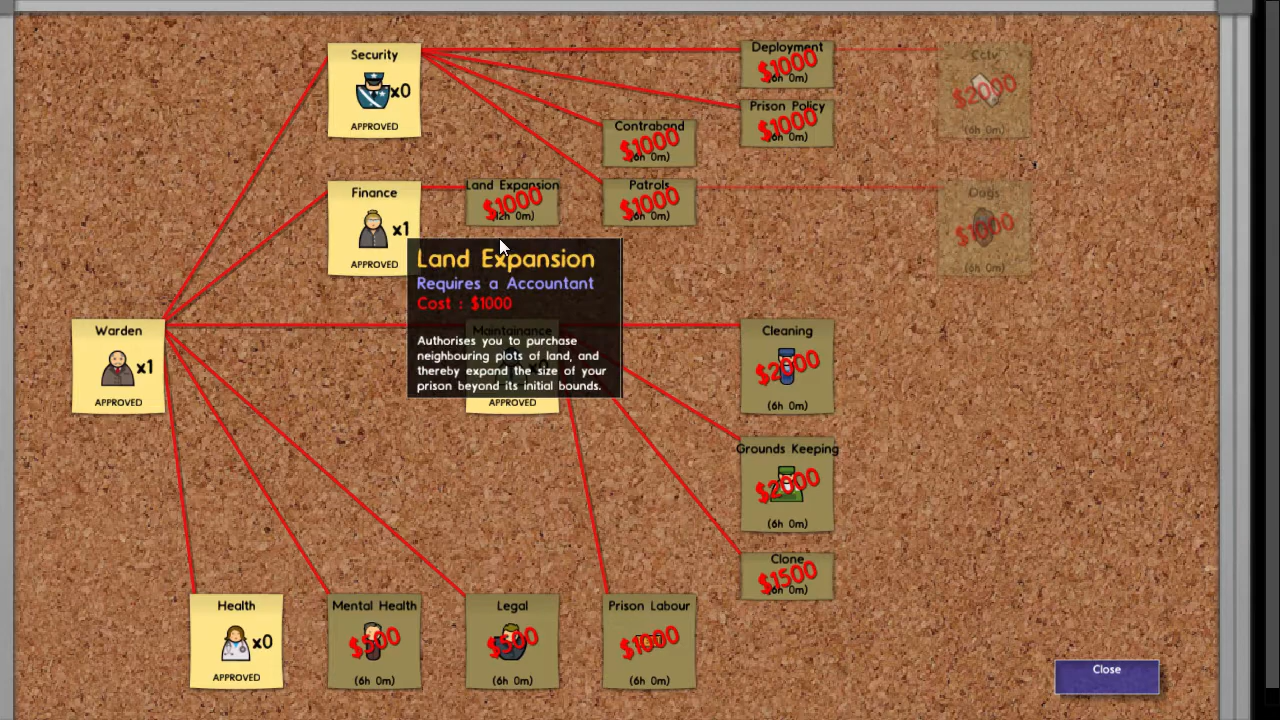 Security
x0
APPROVED
Deployment
$1000
(6h 0m)
Cctv
$2000
(6h 0m)
Prison Policy
$1000
(6h 0m)
Contraband
$1000
(6h 0m)
Finance
x1
APPROVED
Land Expansion
$1000
(12h 0m)
Patrols
$1000
(6h 0m)
Dogs
$1000
(6h 0m)
Land Expansion
Requires a Accountant
Cost : $1000
Authorises you to purchase
neighbouring plots of land, and
thereby expand the size of your
prison beyond its initial bounds.
Warden
x1
APPROVED
Maintainance
APPROVED
Cleaning
$2000
(6h 0m)
Grounds Keeping
$2000
(6h 0m)
Clone
$1500
(6h 0m)
Health
x0
APPROVED
Mental Health
$500
(6h 0m)
Legal
$500
(6h 0m)
Prison Labour
$1000
(6h 0m)
Close